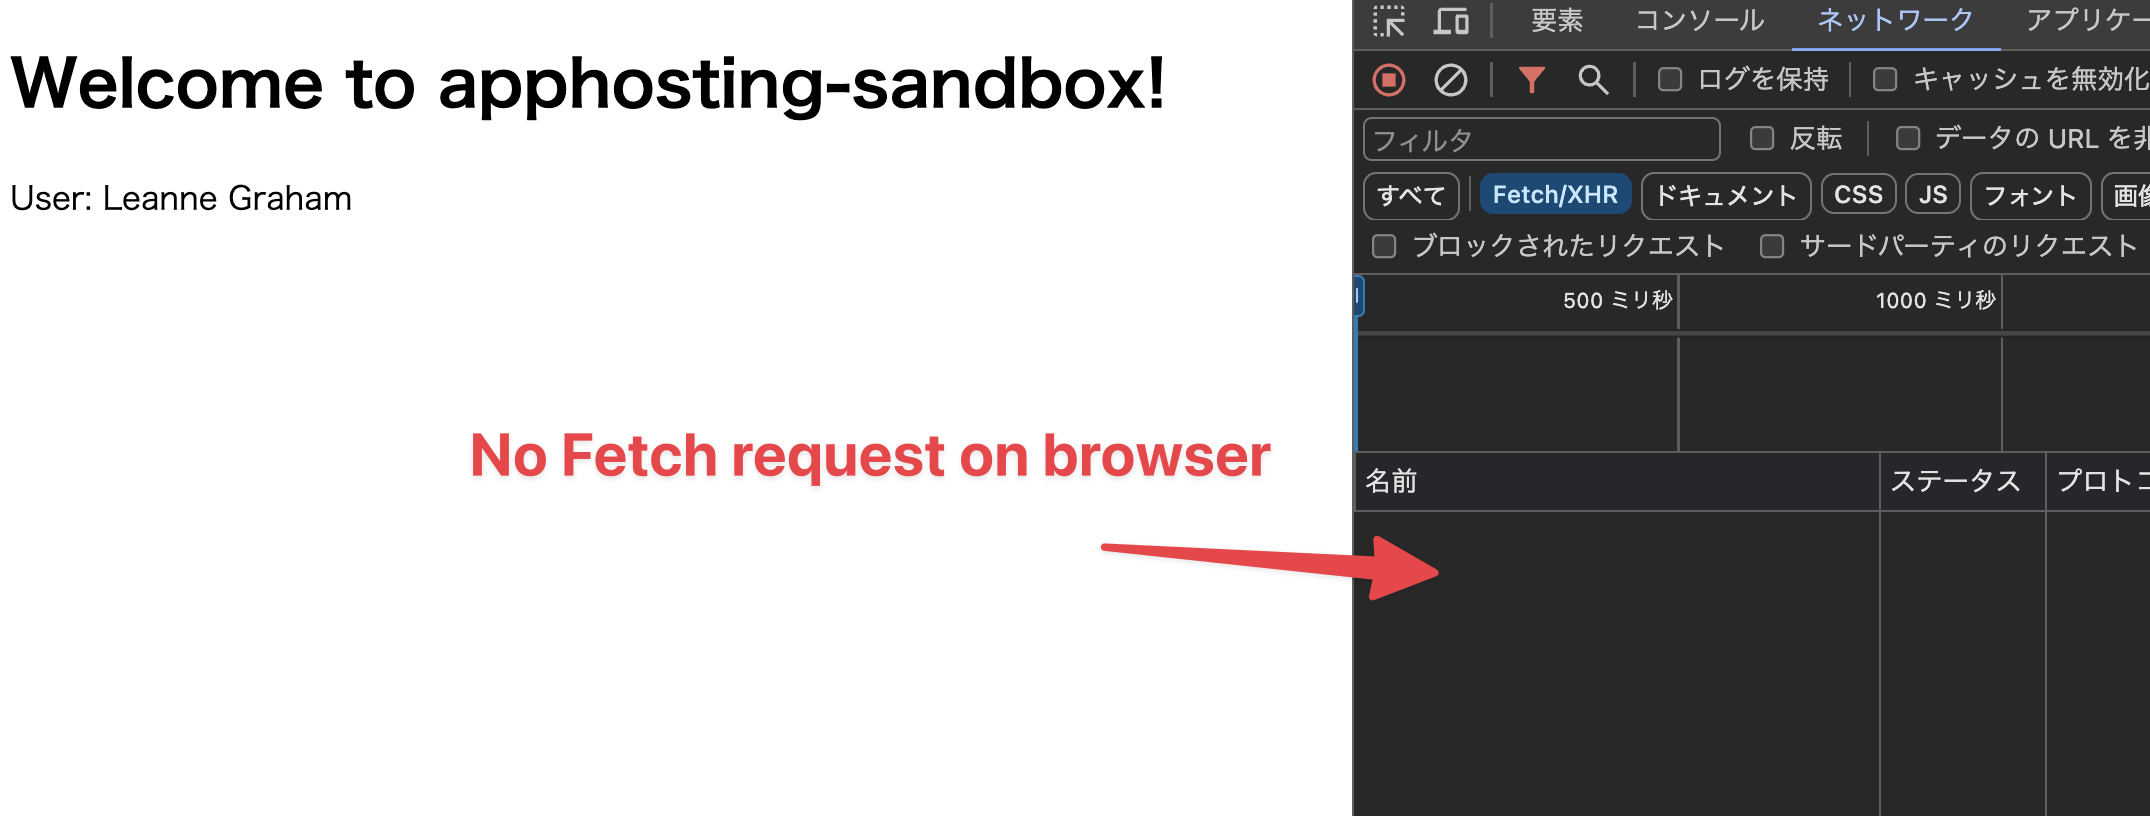 Welcome to apphosting-sandbox!
User: Leanne Graham
No Fetch request on browser
要素 コンソール ネットワーク アプリケー
ログを保持 キャッシュを無効化
フィルタ 反転 データの URL を非
すべて Fetch/XHR ドキュメント CSS JS フォント 画像
ブロックされたリクエスト サードパーティのリクエスト
500 ミリ秒 1000 ミリ秒
名前 ステータス プロトコ